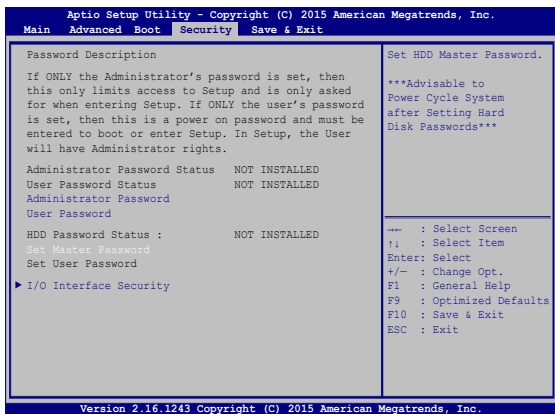 Aptio Setup Utility - Copyright (C) 2015 American Megatrends, Inc.
Main Advanced Boot Security Save & Exit
Password Description
If ONLY the Administrator's password is set, then
this only limits access to Setup and is only asked
for when entering Setup. If ONLY the user's password
is set, then this is a power on password and must be
entered to boot or enter Setup. In Setup, the User
will have Administrator rights.
Administrator Password Status NOT INSTALLED
User Password Status NOT INSTALLED
Administrator Password
User Password
HDD Password Status : NOT INSTALLED
Set Master Password
Set User Password
▶ I/O Interface Security
Set HDD Master Password.
***Advisable to
Power Cycle System
after Setting Hard
Disk Passwords***
→← : Select Screen
↑↓ : Select Item
Enter: Select
+/— : Change Opt.
F1 : General Help
F9 : Optimized Defaults
F10 : Save & Exit
ESC : Exit
Version 2.16.1243 Copyright (C) 2015 American Megatrends, Inc.